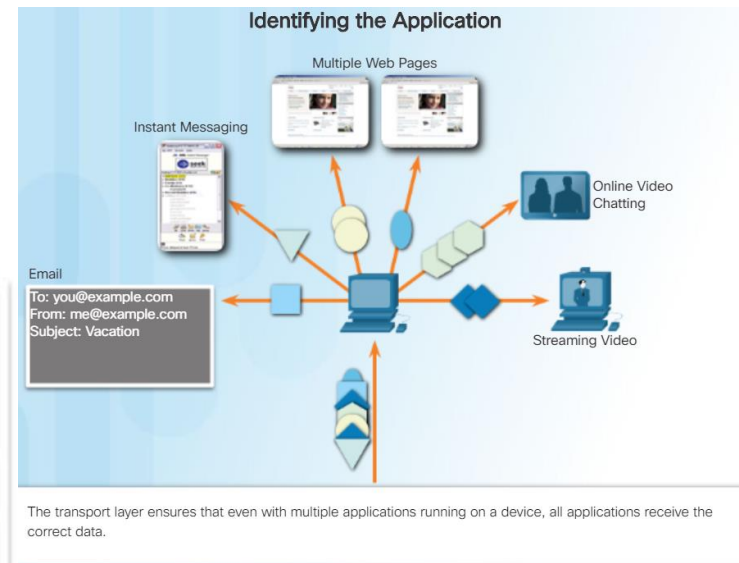 Identifying the Application
Multiple Web Pages
Instant Messaging
seek
Online Video
Chatting
Email
To: you@example.com
From: me@example.com
Subject: Vacation
Streaming Video
The transport layer ensures that even with multiple applications running on a device, all applications receive the
correct data.